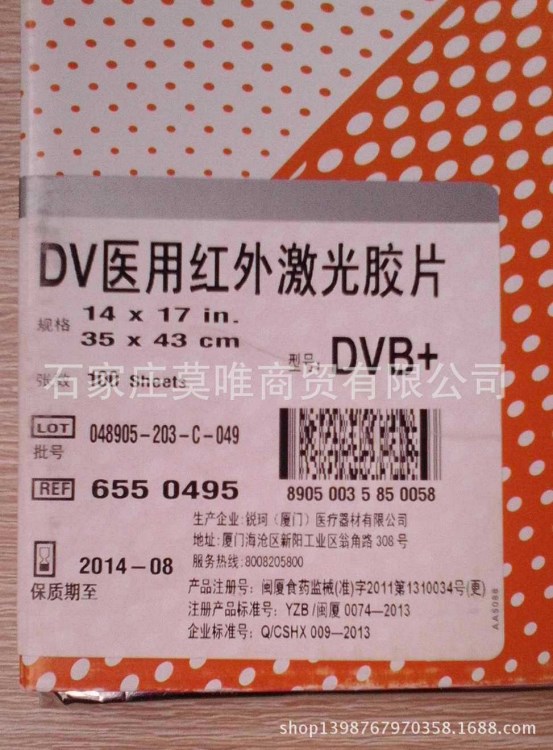 DV医用红外激光胶片
规格 14 x 17 in.
35 x 43 cm
型号 DVB+
张数 100 Sheets
石家庄莫唯商贸有限公司
LOT 048905-203-C-049
批号
8905 003 5 85 0058
REF 655 0495
生产企业:锐珂(厦门)医疗器材有限公司
地址:厦门海沧区新阳工业区翁角路308号
服务热线:8008205800
2014-08
保质期至
产品注册号:闽厦食药监械(准)字2011第1310034号(更)
注册产品标准号:YZB/闽厦 0074-2013
企业标准号:Q/CSHX 009-2013
AA5088
shop1398767970358.1688.com